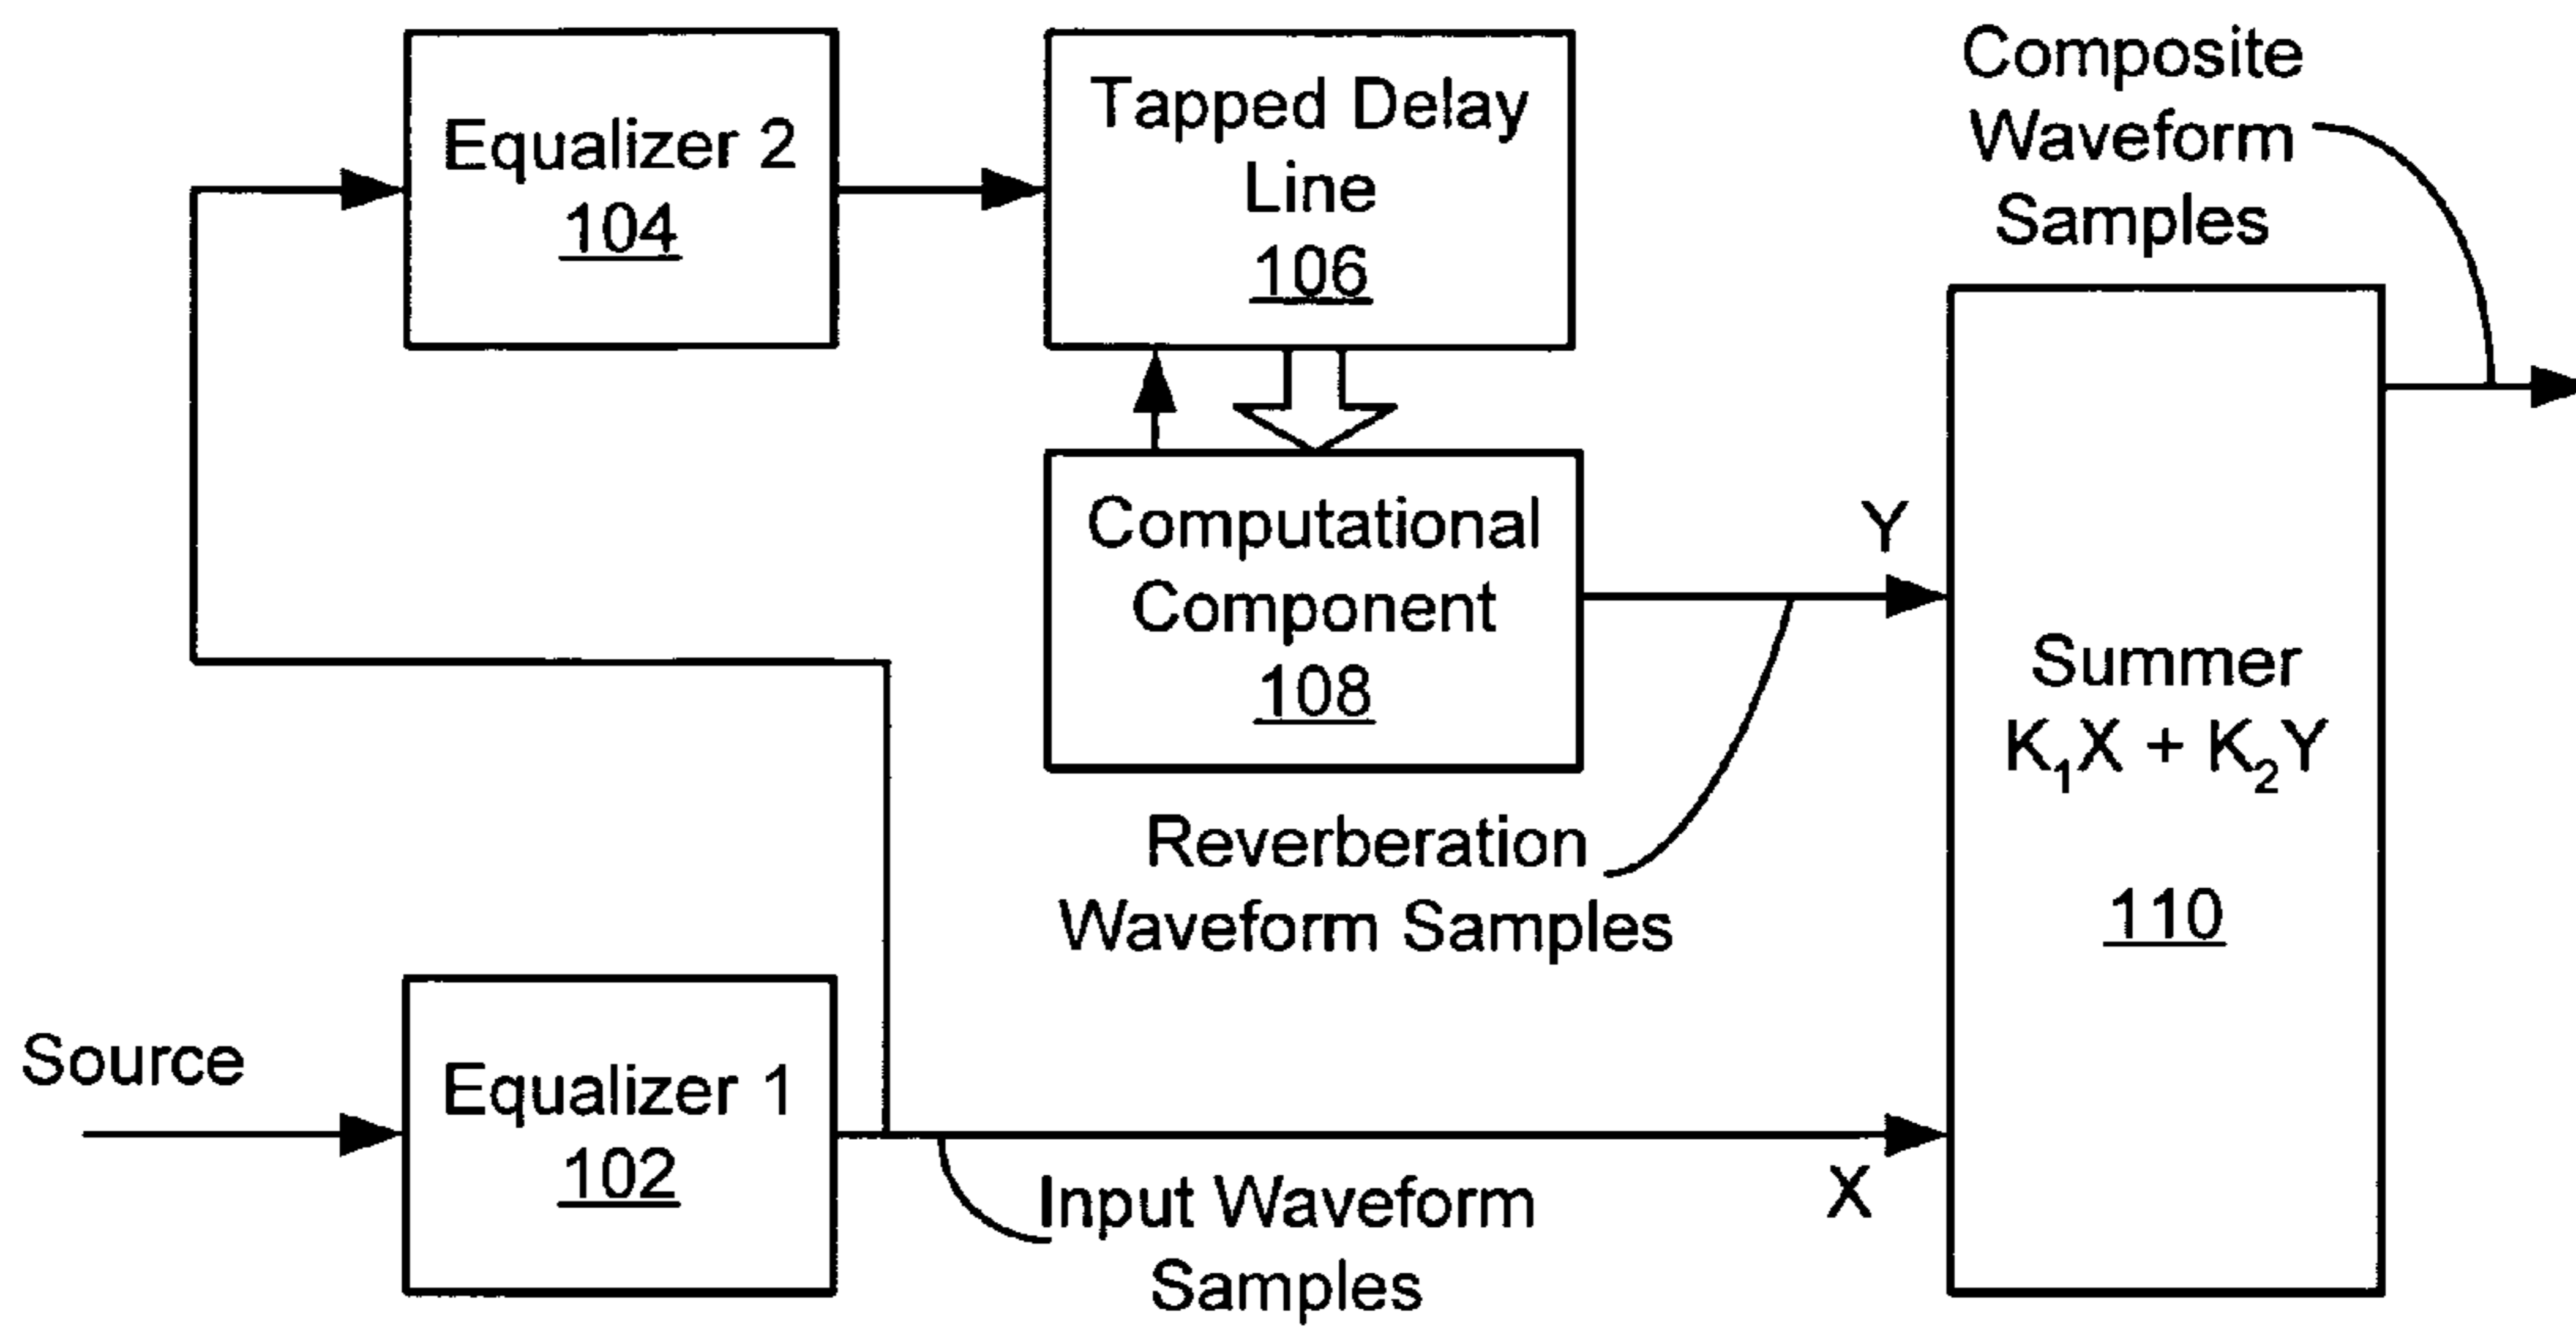 Equalizer 2
104
Tapped Delay
Line
106
Composite
Waveform
Samples
Computational
Component
108
Y
Summer
K₁X + K₂Y
110
Reverberation
Waveform Samples
Source
Equalizer 1
102
Input Waveform
Samples
X